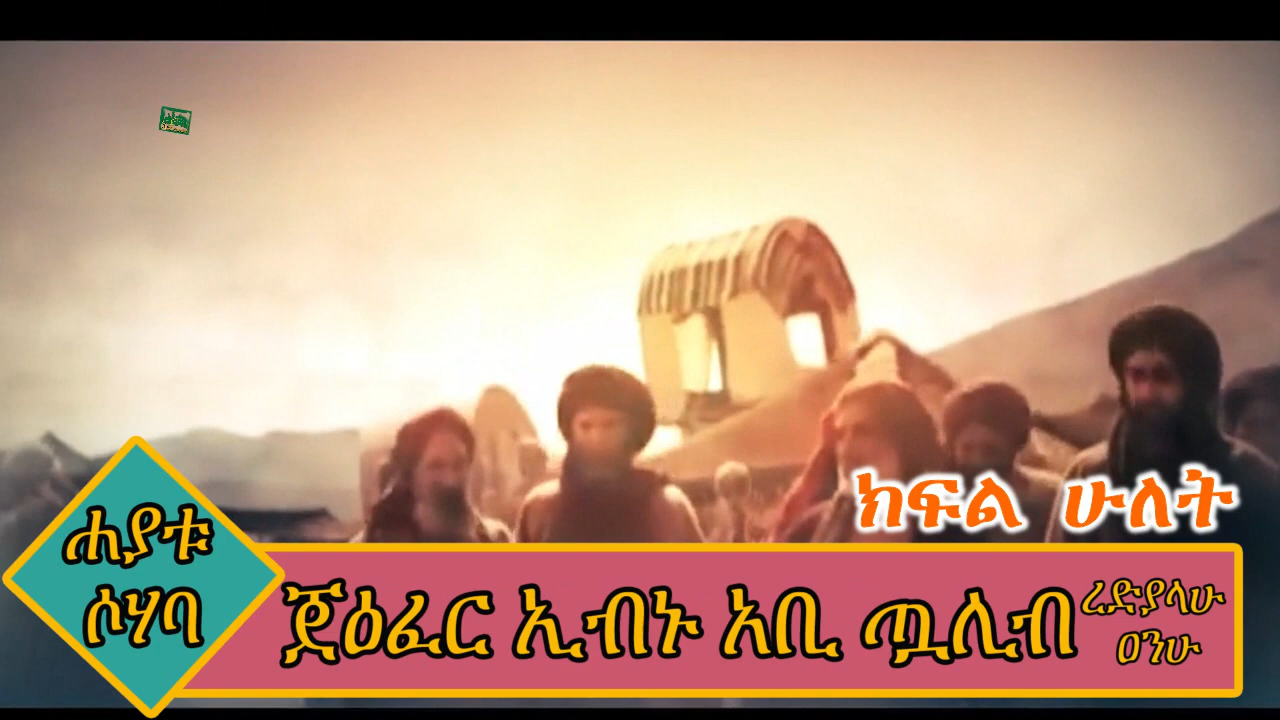 ክፍል ሁለት
ሐያቱ
ሶሃባ
ጀዕፈር ኢብኑ አቢ ጧሊብ
ረድያላሁ
ዐንሁ